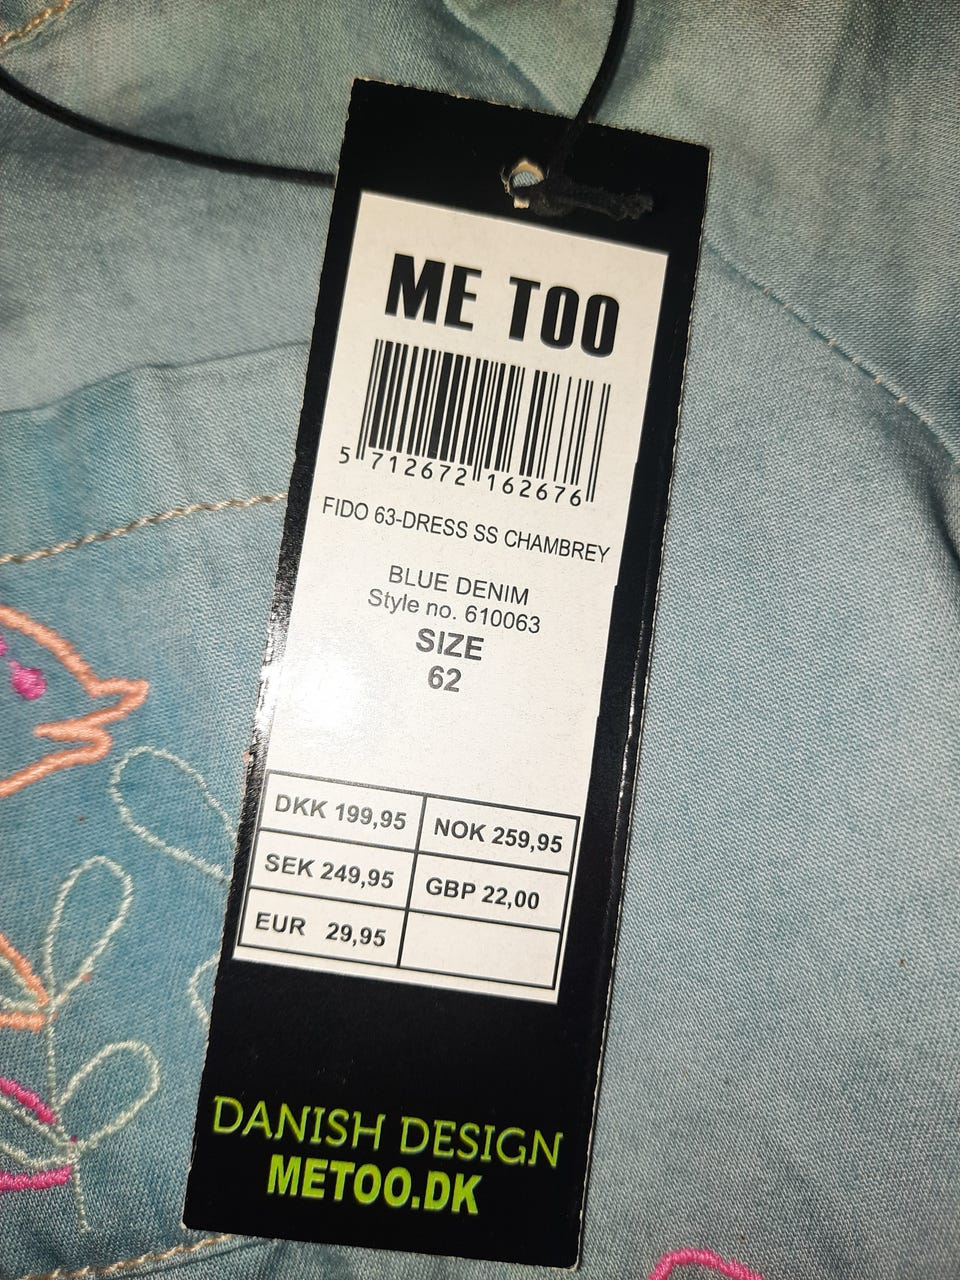 ME TOO
5 712672 162676
FIDO 63-DRESS SS CHAMBREY
BLUE DENIM
Style no. 610063
SIZE
62
DKK 199,95 NOK 259,95
SEK 249,95 GBP 22,00
EUR 29,95
DANISH DESIGN
METOO.DK